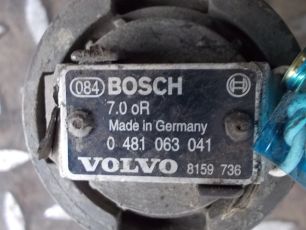 084 BOSCH
7.0 oR
Made in Germany
0 481 063 041
VOLVO 8159 736